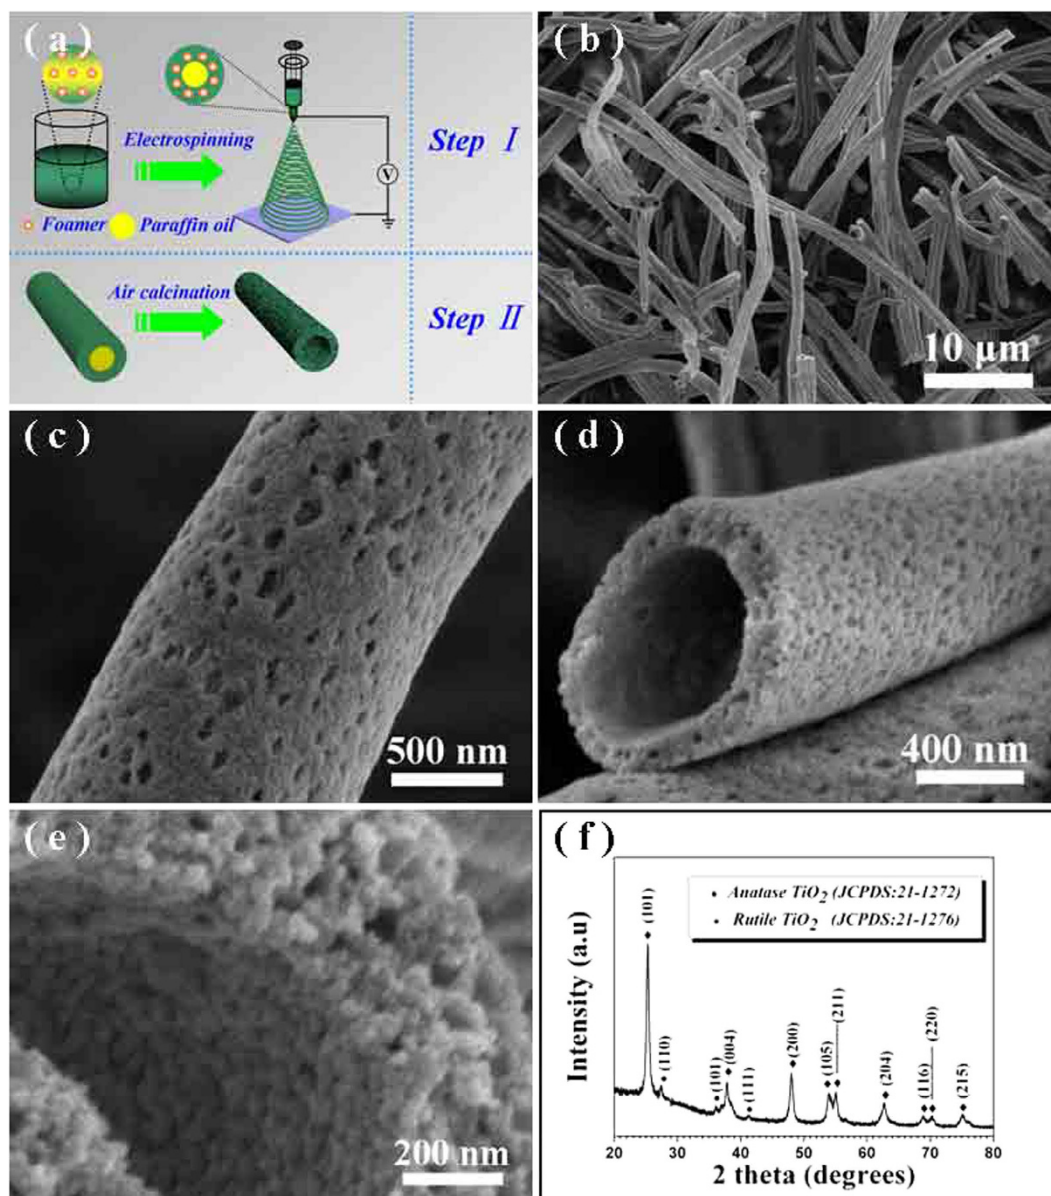 ( a )
Electrospinning
Step I
V
Foamer
Paraffin oil
Air calcination
Step II
( b )
10 μm
( c )
500 nm
( d )
400 nm
( e )
200 nm
( f )
Anatase TiO2 (JCPDS:21-1272)
Rutile TiO2 (JCPDS:21-1276)
Intensity (a.u)
(101)
(110)
(101)
(004)
(111)
(200)
(105)
(211)
(204)
(116)
(220)
(215)
20 30 40 50 60 70 80
2 theta (degrees)